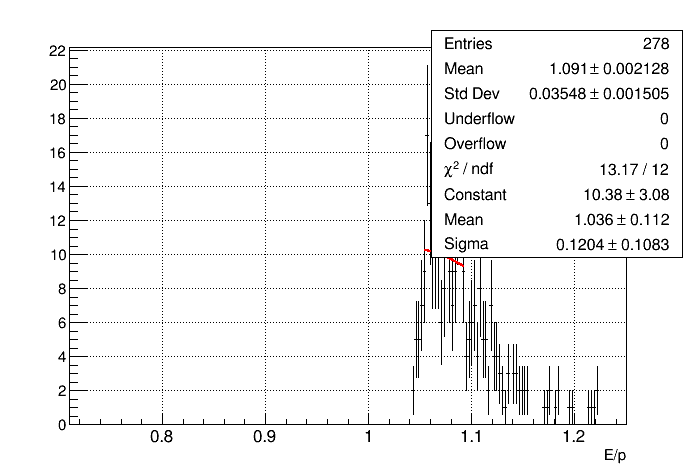 Entries 278
Mean 1.091 ± 0.002128
Std Dev 0.03548 ± 0.001505
Underflow 0
Overflow 0
χ² / ndf 13.17 / 12
Constant 10.38 ± 3.08
Mean 1.036 ± 0.112
Sigma 0.1204 ± 0.1083
22
20
18
16
14
12
10
8
6
4
2
0
0.8 0.9 1 1.1 1.2
E/p